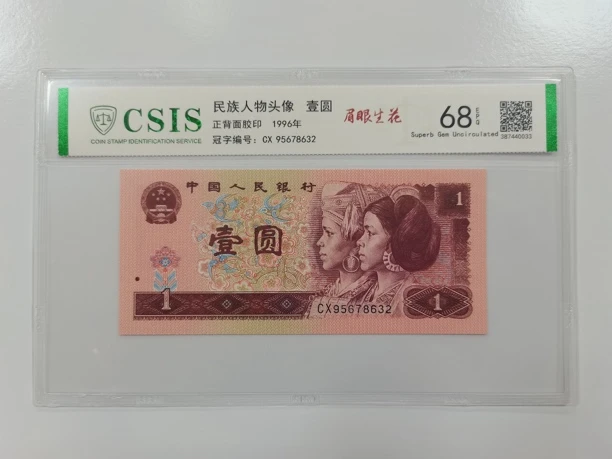 CSIS
COIN STAMP IDENTIFICATION SERVICE
民族人物头像 壹圆
正背面胶印 1996年
冠字编号: CX 95678632
眉眼生花
68 EPQ
Superb Gem Uncirculated
387440033
中国人民银行
1
壹圆
1
CX95678632
1